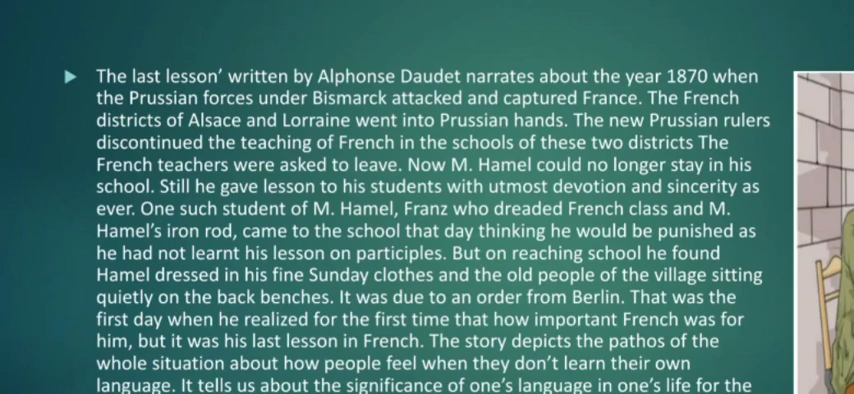 The last lesson’ written by Alphonse Daudet narrates about the year 1870 when
the Prussian forces under Bismarck attacked and captured France. The French
districts of Alsace and Lorraine went into Prussian hands. The new Prussian rulers
discontinued the teaching of French in the schools of these two districts The
French teachers were asked to leave. Now M. Hamel could no longer stay in his
school. Still he gave lesson to his students with utmost devotion and sincerity as
ever. One such student of M. Hamel, Franz who dreaded French class and M.
Hamel’s iron rod, came to the school that day thinking he would be punished as
he had not learnt his lesson on participles. But on reaching school he found
Hamel dressed in his fine Sunday clothes and the old people of the village sitting
quietly on the back benches. It was due to an order from Berlin. That was the
first day when he realized for the first time that how important French was for
him, but it was his last lesson in French. The story depicts the pathos of the
whole situation about how people feel when they don’t learn their own
language. It tells us about the significance of one’s language in one’s life for the